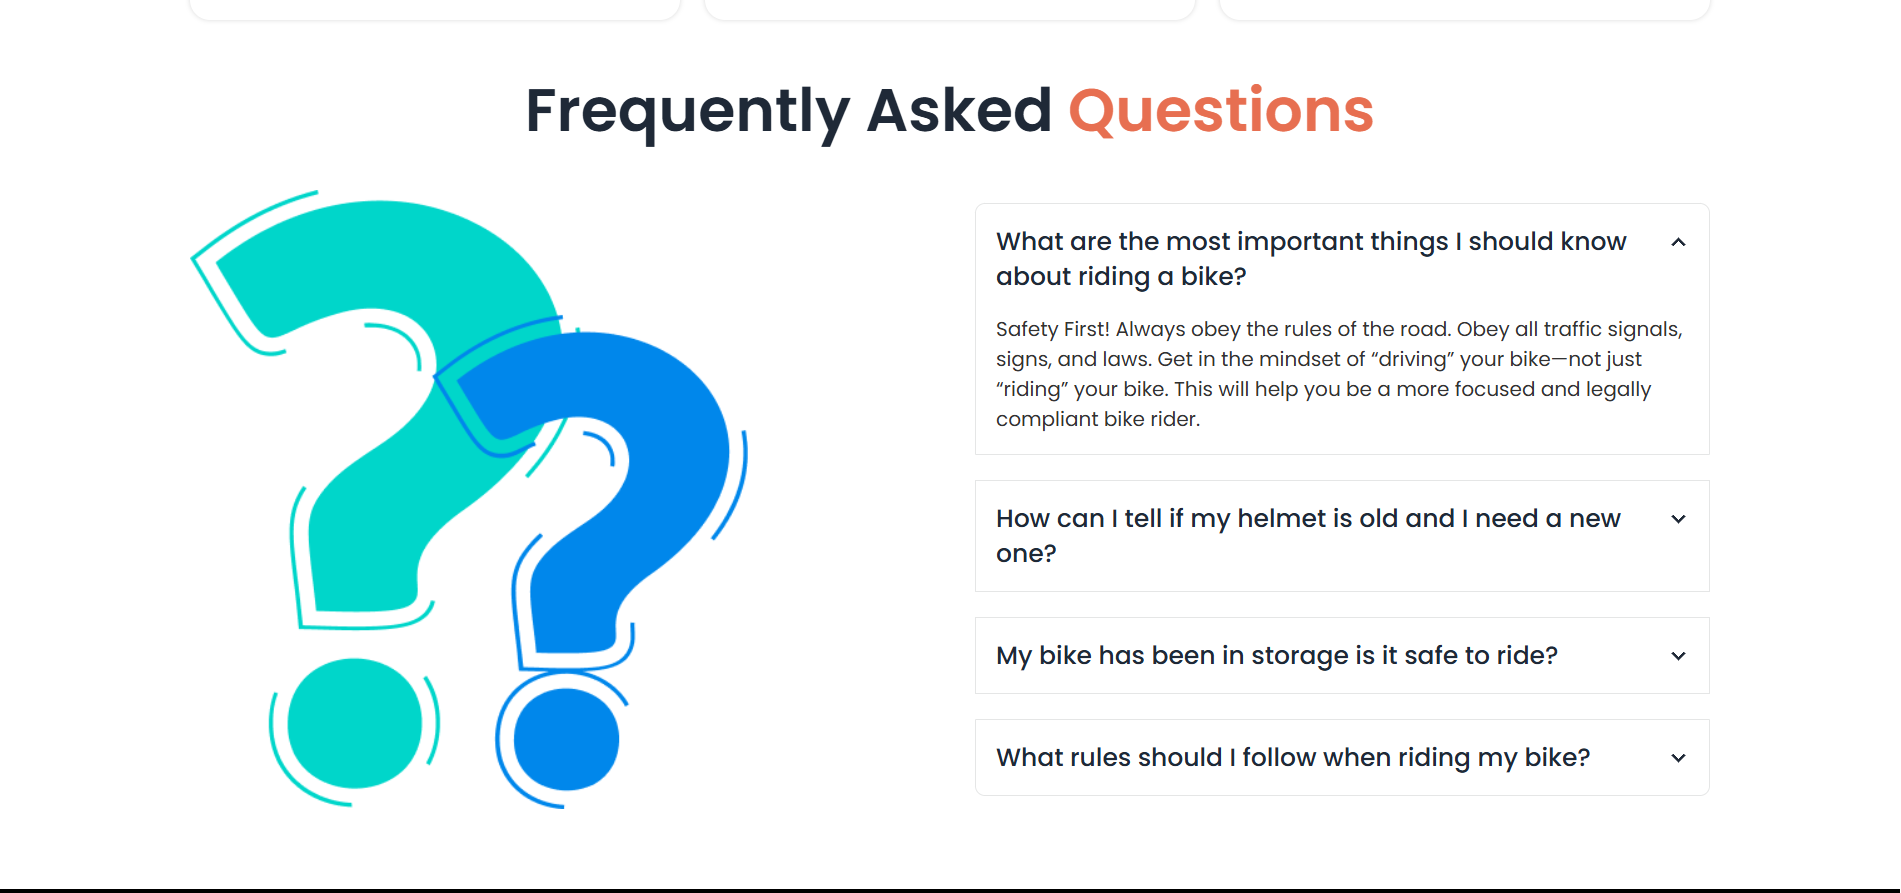 Frequently Asked Questions
What are the most important things I should know
about riding a bike?
Safety First! Always obey the rules of the road. Obey all traffic signals,
signs, and laws. Get in the mindset of “driving” your bike—not just
“riding” your bike. This will help you be a more focused and legally
compliant bike rider.
How can I tell if my helmet is old and I need a new
one?
My bike has been in storage is it safe to ride?
What rules should I follow when riding my bike?